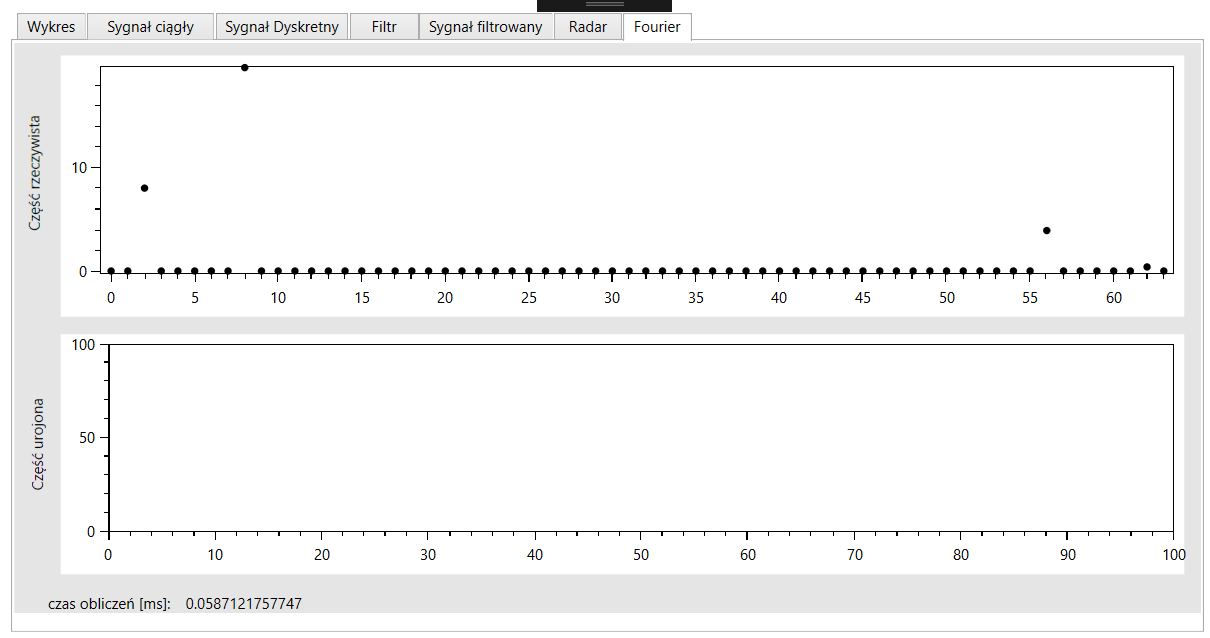 Wykres Sygnał ciągły Sygnał Dyskretny Filtr Sygnał filtrowany Radar Fourier
Część rzeczywista
10
0
0 5 10 15 20 25 30 35 40 45 50 55 60
Część urojona
100
50
0
0 10 20 30 40 50 60 70 80 90 100
czas obliczeń [ms]: 0.0587121757747